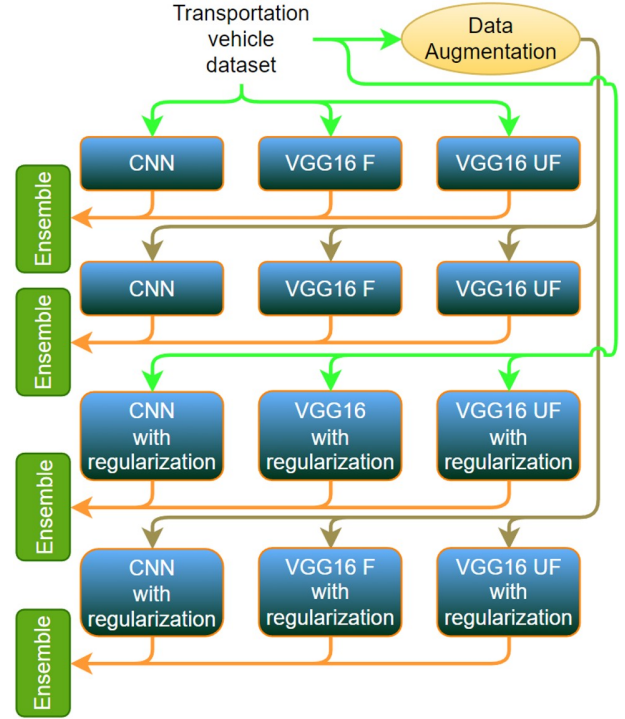 Transportation
vehicle
dataset
Data
Augmentation
CNN
VGG16 F
VGG16 UF
Ensemble
CNN
VGG16 F
VGG16 UF
Ensemble
CNN
with
regularization
VGG16
with
regularization
VGG16 UF
with
regularization
Ensemble
CNN
with
regularization
VGG16 F
with
regularization
VGG16 UF
with
regularization
Ensemble